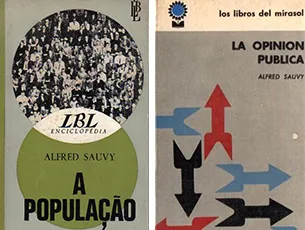 LBL
ENCICLOPÉDIA
ALFRED SAUVY
A
POPULAÇÃO
los libros del mirasol
LA OPINION
PUBLICA
ALFRED SAUVY